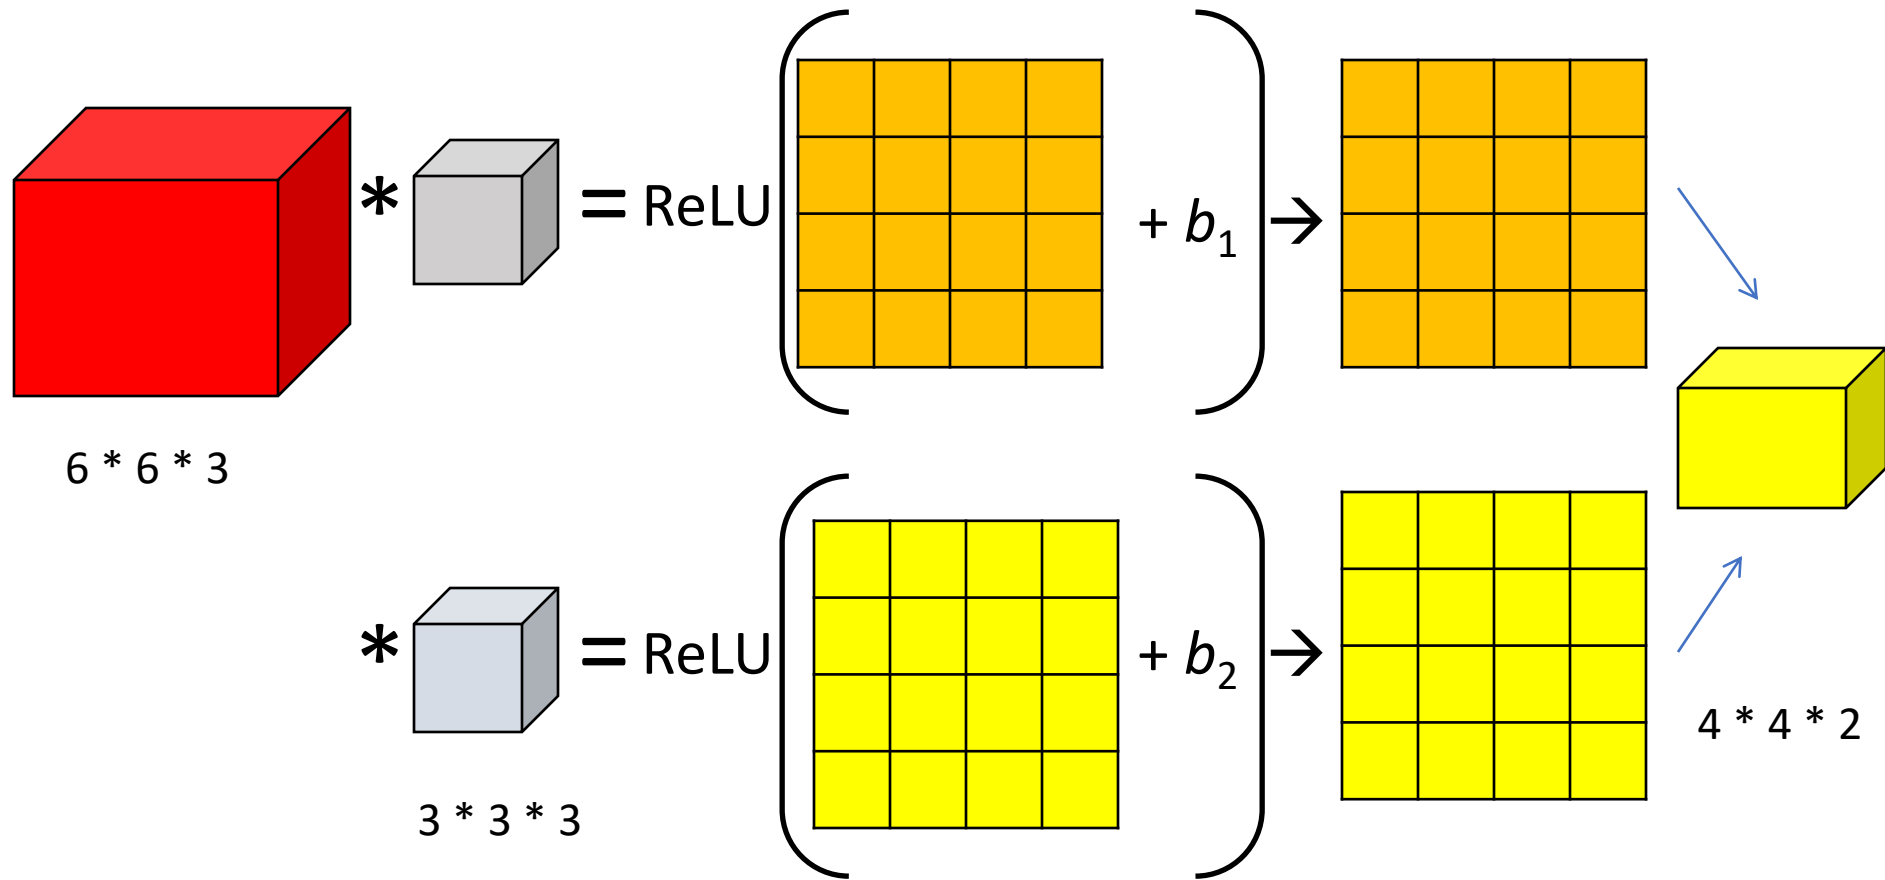 * = ReLU ( + b₁ ) →
6 * 6 * 3
* = ReLU ( + b₂ ) →
4 * 4 * 2
3 * 3 * 3